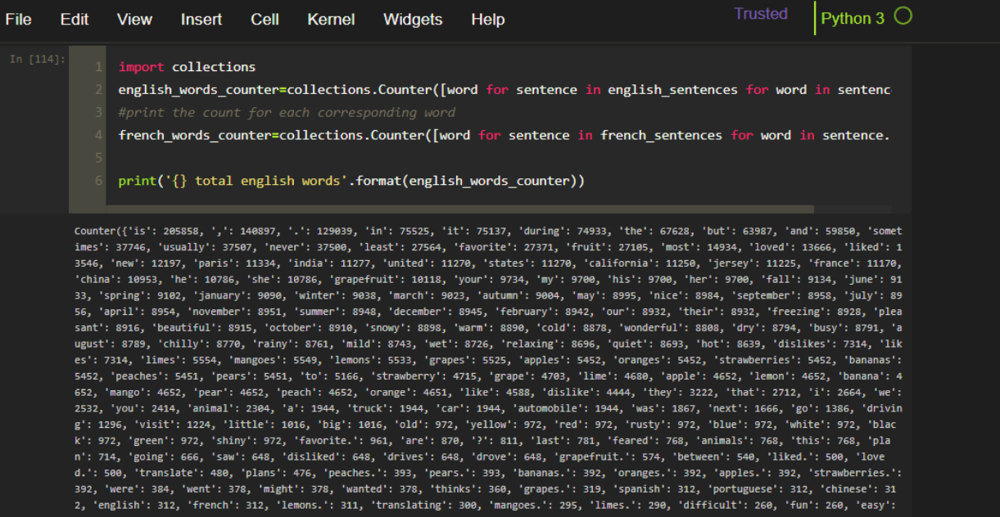 File Edit View Insert Cell Kernel Widgets Help Trusted Python 3
In [114]:
1 import collections
2 english_words_counter=collections.Counter([word for sentence in english_sentences for word in sentenc
3 #print the count for each corresponding word
4 french_words_counter=collections.Counter([word for sentence in french_sentences for word in sentence.
5
6 print('{} total english words'.format(english_words_counter))
Counter({'is': 205858, ',': 140897, '.': 129039, 'in': 75525, 'it': 75137, 'during': 74933, 'the': 67628, 'but': 63987, 'and': 59850, 'somet
imes': 37746, 'usually': 37507, 'never': 37500, 'least': 27564, 'favorite': 27371, 'fruit': 27105, 'most': 14934, 'loved': 13666, 'liked': 1
3546, 'new': 12197, 'paris': 11334, 'india': 11277, 'united': 11270, 'states': 11270, 'california': 11250, 'jersey': 11225, 'france': 11170,
'china': 10953, 'he': 10786, 'she': 10786, 'grapefruit': 10118, 'your': 9734, 'my': 9700, 'his': 9700, 'her': 9700, 'fall': 9134, 'june': 91
33, 'spring': 9102, 'january': 9090, 'winter': 9038, 'march': 9023, 'autumn': 9004, 'may': 8995, 'nice': 8984, 'september': 8958, 'july': 89
56, 'april': 8954, 'november': 8951, 'summer': 8948, 'december': 8945, 'february': 8942, 'our': 8932, 'their': 8932, 'freezing': 8928, 'plea
sant': 8916, 'beautiful': 8915, 'october': 8910, 'snowy': 8898, 'warm': 8890, 'cold': 8878, 'wonderful': 8808, 'dry': 8794, 'busy': 8791, 'a
ugust': 8789, 'chilly': 8770, 'rainy': 8761, 'mild': 8743, 'wet': 8726, 'relaxing': 8696, 'quiet': 8693, 'hot': 8639, 'dislikes': 7314, 'lik
es': 7314, 'limes': 5554, 'mangoes': 5549, 'lemons': 5533, 'grapes': 5525, 'apples': 5452, 'oranges': 5452, 'strawberries': 5452, 'bananas':
5452, 'peaches': 5451, 'pears': 5451, 'to': 5166, 'strawberry': 4715, 'grape': 4703, 'lime': 4680, 'apple': 4652, 'lemon': 4652, 'banana': 4
652, 'mango': 4652, 'pear': 4652, 'peach': 4652, 'orange': 4651, 'like': 4588, 'dislike': 4444, 'they': 3222, 'that': 2712, 'i': 2664, 'we':
2532, 'you': 2414, 'animal': 2304, 'a': 1944, 'truck': 1944, 'car': 1944, 'automobile': 1944, 'was': 1867, 'next': 1666, 'go': 1386, 'drivin
g': 1296, 'visit': 1224, 'little': 1016, 'big': 1016, 'old': 972, 'yellow': 972, 'red': 972, 'rusty': 972, 'blue': 972, 'white': 972, 'blac
k': 972, 'green': 972, 'shiny': 972, 'favorite.': 961, 'are': 870, '?': 811, 'last': 781, 'feared': 768, 'animals': 768, 'this': 768, 'pla
n': 714, 'going': 666, 'saw': 648, 'disliked': 648, 'drives': 648, 'drove': 648, 'grapefruit.': 574, 'between': 540, 'liked.': 500, 'love
d.': 500, 'translate': 480, 'plans': 476, 'peaches.': 393, 'pears.': 393, 'bananas.': 392, 'oranges.': 392, 'apples.': 392, 'strawberries.':
392, 'were': 384, 'went': 378, 'might': 378, 'wanted': 378, 'thinks': 360, 'grapes.': 319, 'spanish': 312, 'portuguese': 312, 'chinese': 31
2, 'english': 312, 'french': 312, 'lemons.': 311, 'translating': 300, 'mangoes.': 295, 'limes.': 290, 'difficult': 260, 'fun': 260, 'easy':